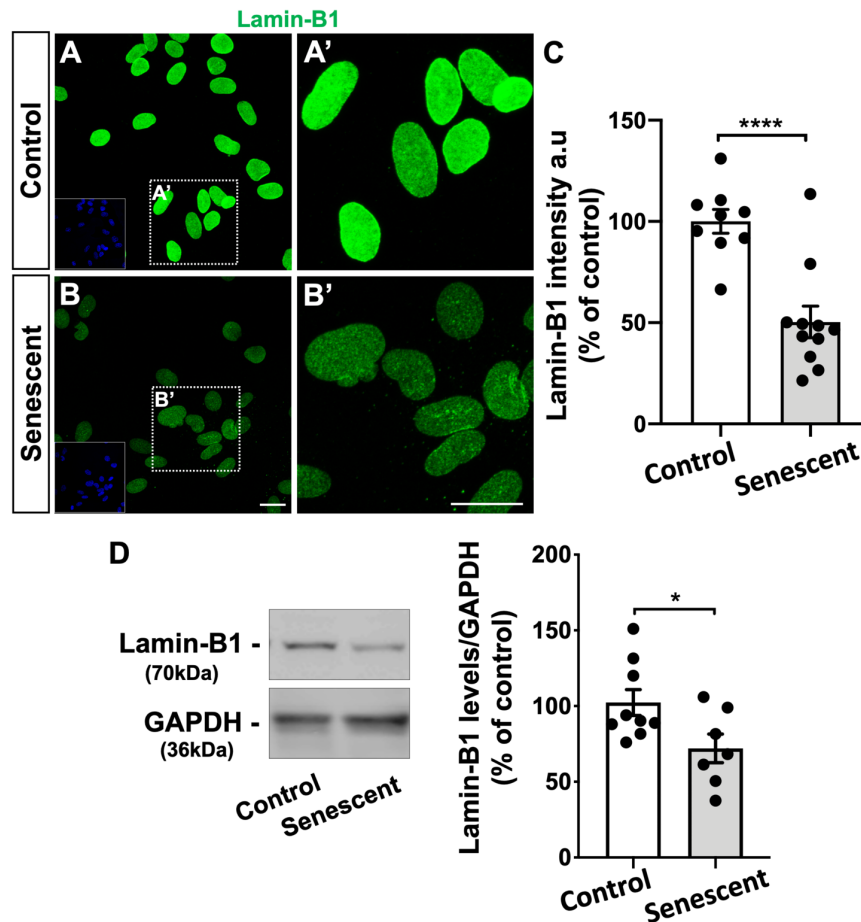 Lamin-B1
Control
A
A'
A'
Senescent
B
B'
B'
C
Lamin-B1 intensity a.u
(% of control)
150
100
50
0
****
Control
Senescent
D
Lamin-B1 -
(70kDa)
GAPDH -
(36kDa)
Control
Senescent
Lamin-B1 levels/GAPDH
(% of control)
200
150
100
50
0
*
Control
Senescent